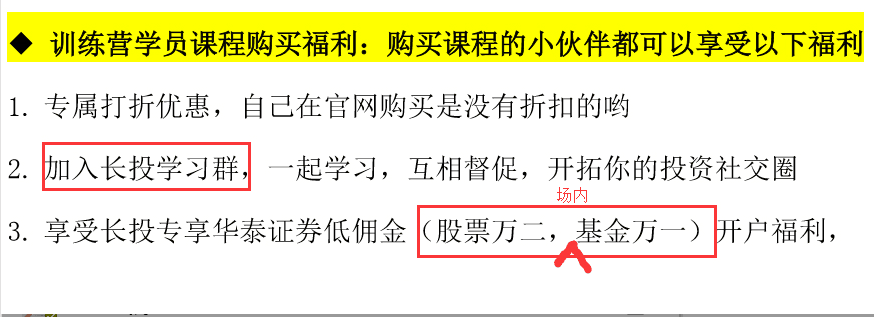 ◆ 训练营学员课程购买福利：购买课程的小伙伴都可以享受以下福利
1. 专属打折优惠，自己在官网购买是没有折扣的哟
2. 加入长投学习群，一起学习，互相督促，开拓你的投资社交圈
场内
3. 享受长投专享华泰证券低佣金（股票万二，基金万一）开户福利，